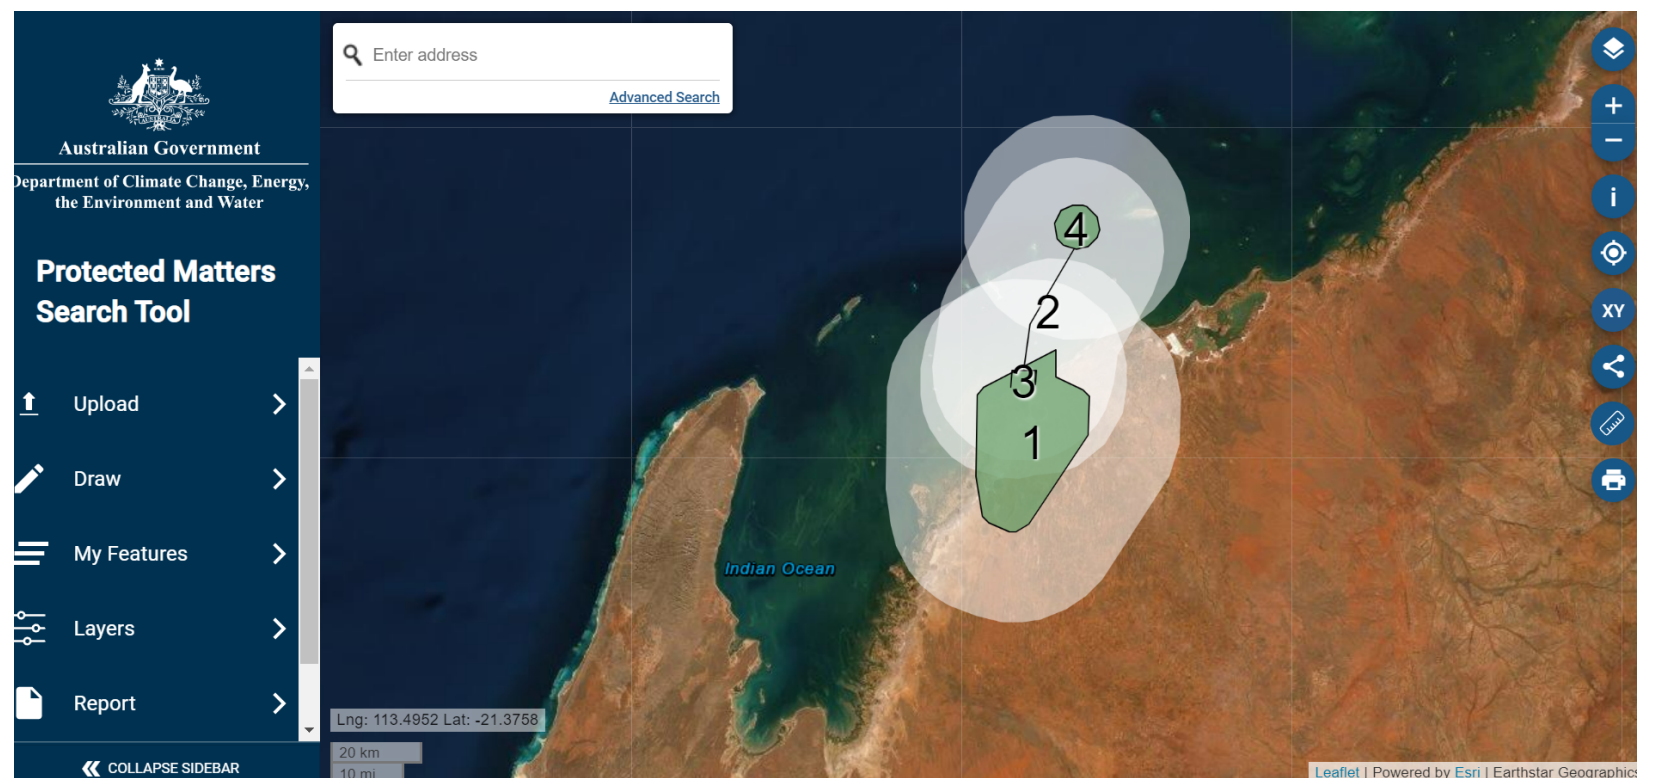 Australian Government
Department of Climate Change, Energy,
the Environment and Water
Protected Matters
Search Tool
Upload
Draw
My Features
Layers
Report
COLLAPSE SIDEBAR
Enter address
Advanced Search
4
2
3
1
Indian Ocean
Lng: 113.4952 Lat: -21.3758
20 km
10 mi
+
−
i
XY
Leaflet | Powered by Esri | Earthstar Geographics